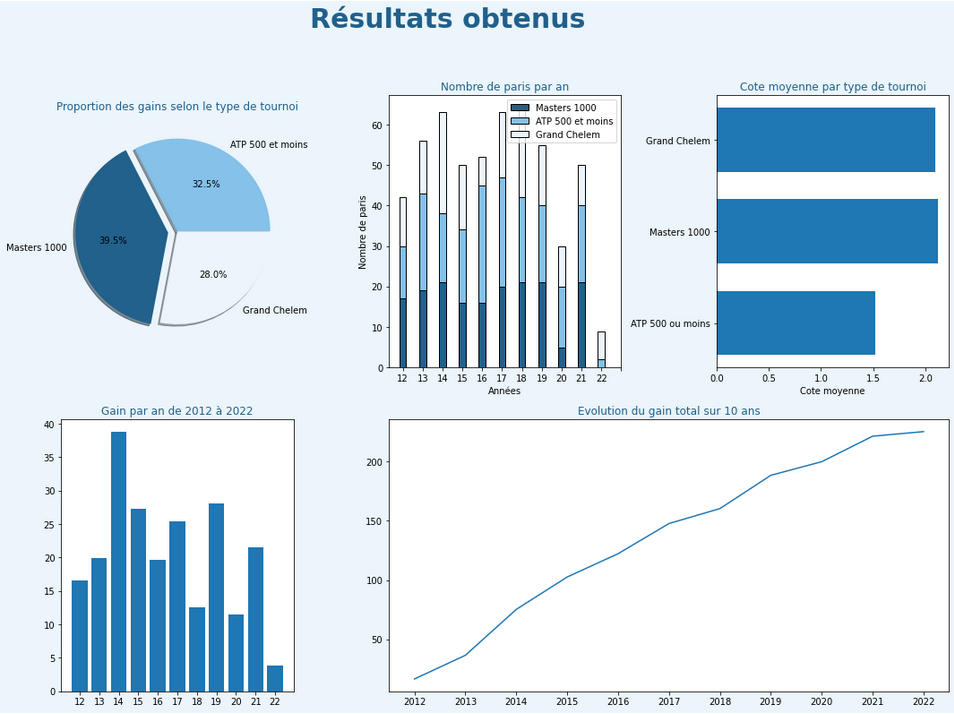 Résultats obtenus
Proportion des gains selon le type de tournoi
ATP 500 et moins
32.5%
Masters 1000
39.5%
28.0%
Grand Chelem
Nombre de paris par an
Masters 1000
ATP 500 et moins
Grand Chelem
Nombre de paris
60
50
40
30
20
10
0
12 13 14 15 16 17 18 19 20 21 22
Années
Cote moyenne par type de tournoi
Grand Chelem
Masters 1000
ATP 500 ou moins
0.0 0.5 1.0 1.5 2.0
Cote moyenne
Gain par an de 2012 à 2022
40
35
30
25
20
15
10
5
0
12 13 14 15 16 17 18 19 20 21 22
Evolution du gain total sur 10 ans
200
150
100
50
2012 2013 2014 2015 2016 2017 2018 2019 2020 2021 2022